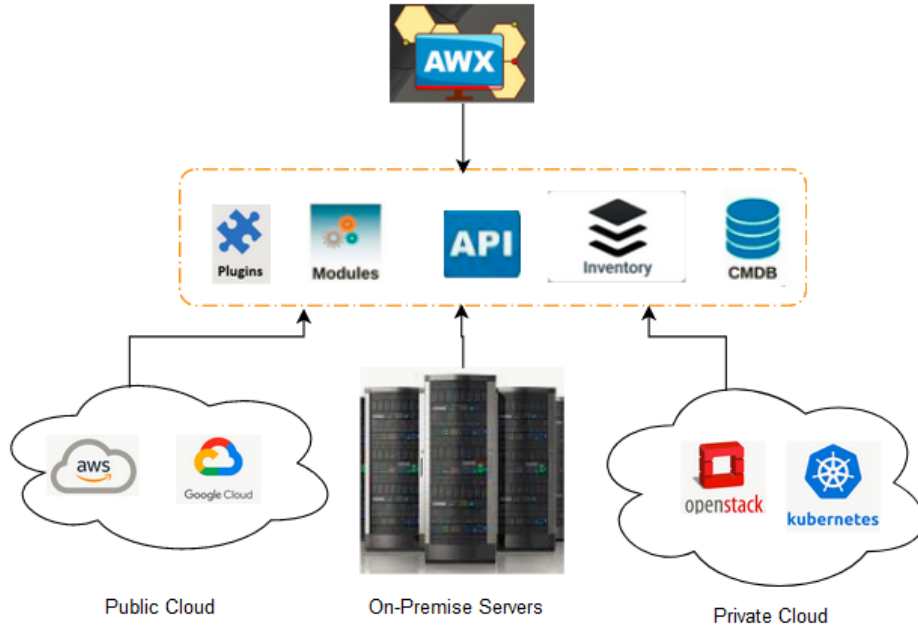 AWX
Plugins
Modules
API
Inventory
CMDB
aws
Google Cloud
openstack
kubernetes
Public Cloud
On-Premise Servers
Private Cloud